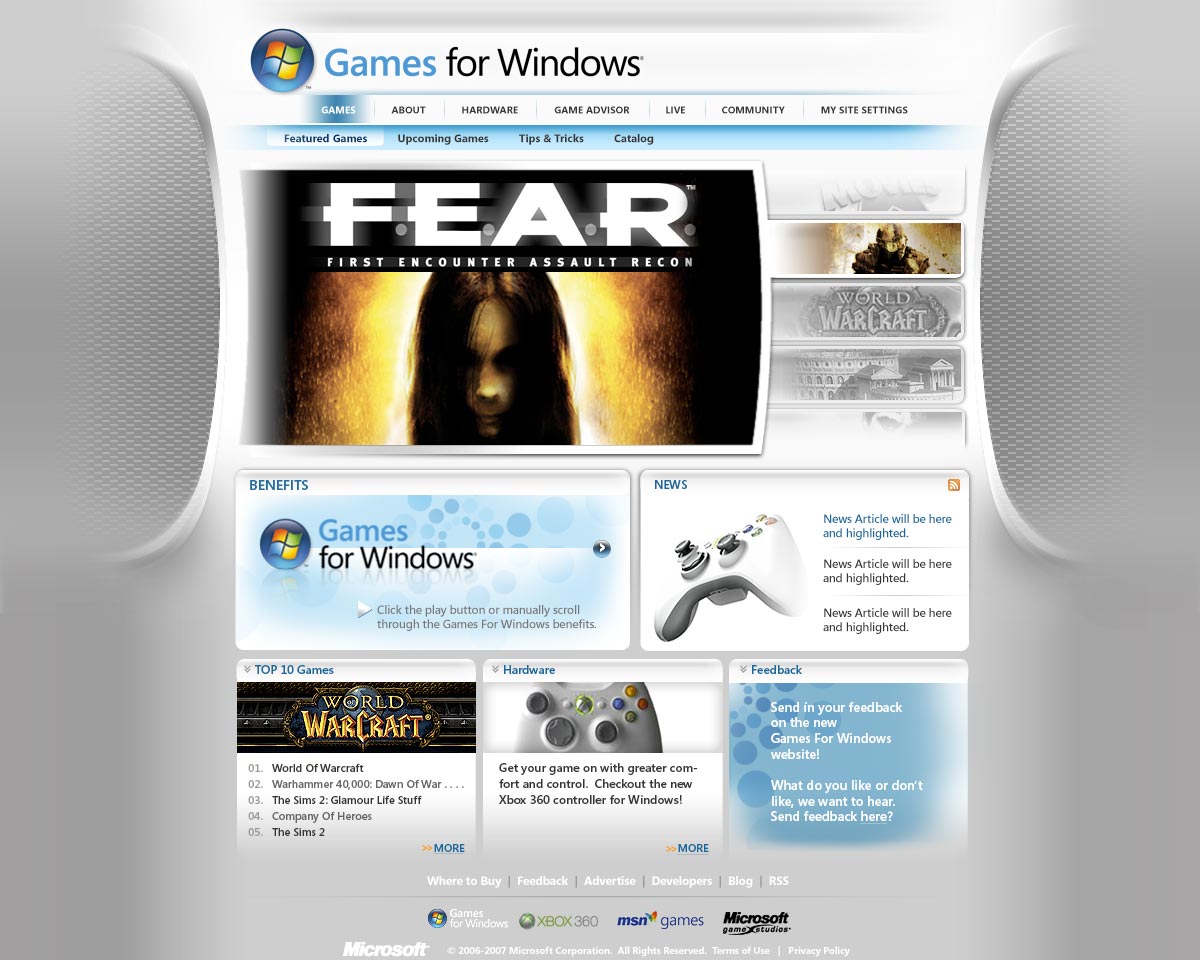 Games for Windows
GAMES
ABOUT
HARDWARE
GAME ADVISOR
LIVE
COMMUNITY
MY SITE SETTINGS
Featured Games
Upcoming Games
Tips & Tricks
Catalog
F.E.A.R.™
FIRST ENCOUNTER ASSAULT RECON
MOVIES
WORLD
WARCRAFT
BENEFITS
Games
for Windows
Click the play button or manually scroll
through the Games For Windows benefits.
NEWS
News Article will be here
and highlighted.
News Article will be here
and highlighted.
News Article will be here
and highlighted.
TOP 10 Games
WORLD
WARCRAFT
01. World Of Warcraft
02. Warhammer 40,000: Dawn Of War . . . .
03. The Sims 2: Glamour Life Stuff
04. Company Of Heroes
05. The Sims 2
>> MORE
Hardware
Get your game on with greater com-
fort and control. Checkout the new
Xbox 360 controller for Windows!
>> MORE
Feedback
Send in your feedback
on the new
Games For Windows
website!
What do you like or don't
like, we want to hear.
Send feedback here?
Where to Buy | Feedback | Advertise | Developers | Blog | RSS
Games
for Windows
XBOX 360
msn games
Microsoft
game studios
Microsoft © 2006-2007 Microsoft Corporation. All Rights Reserved. Terms of Use | Privacy Policy